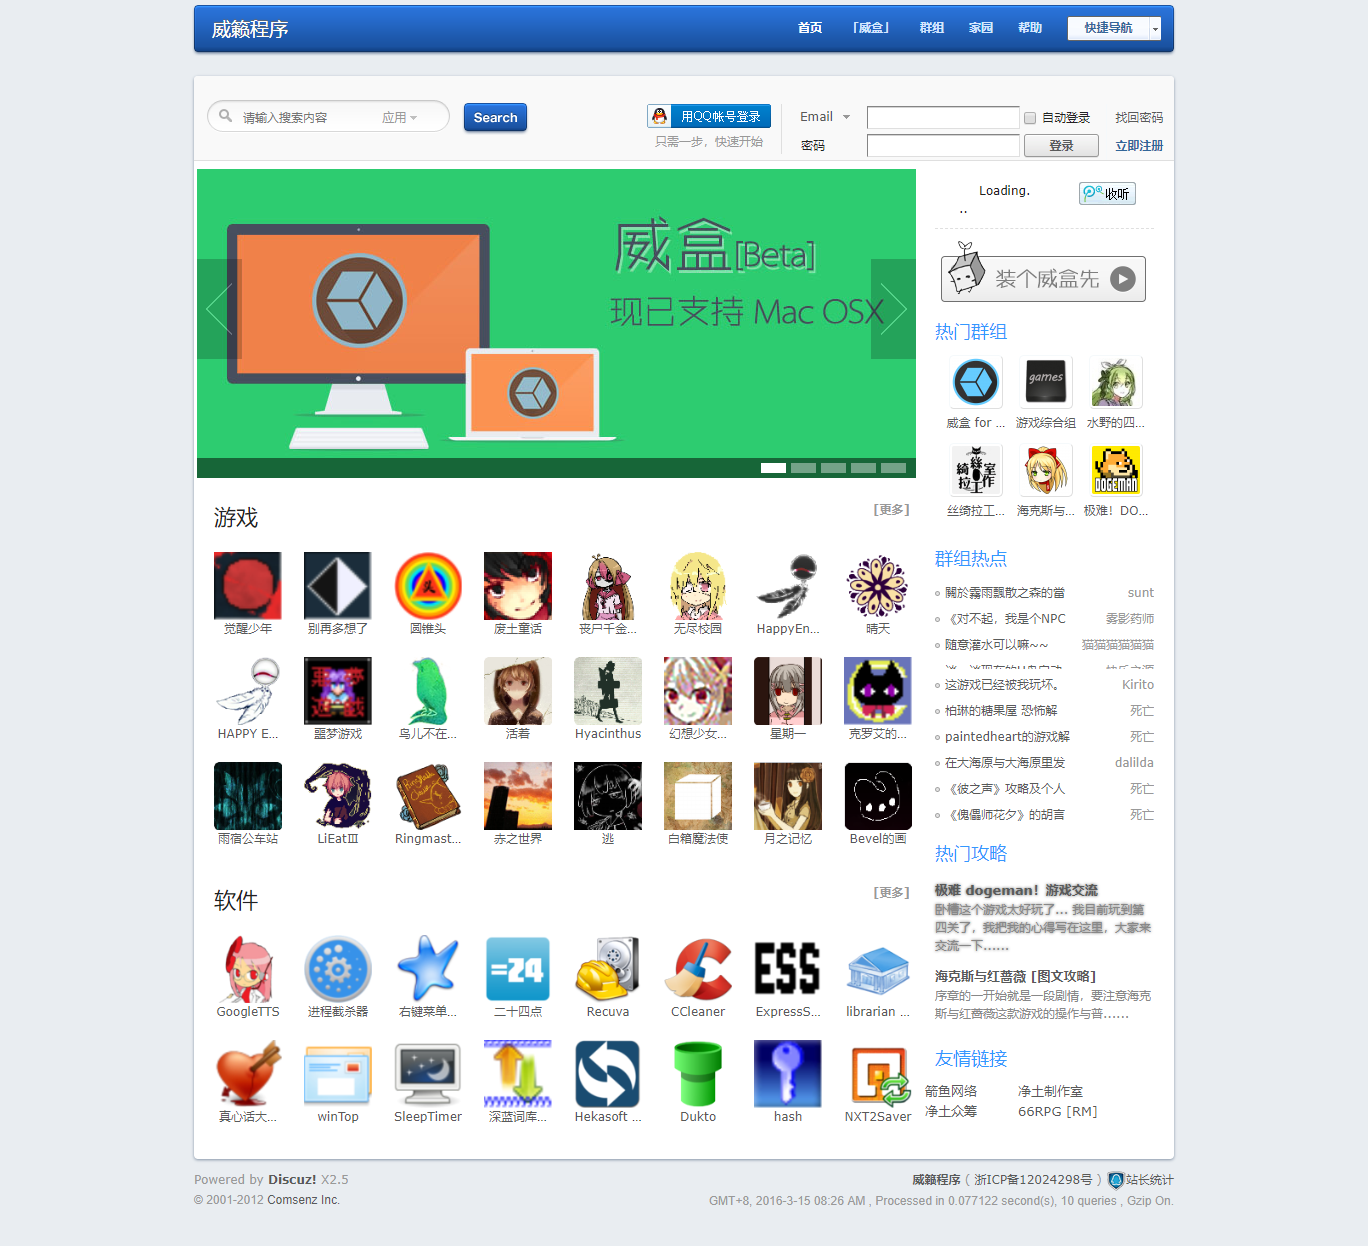 威籁程序
首页 「威盒」 群组 家园 帮助 快捷导航
请输入搜索内容 应用 Search
用QQ帐号登录
只需一步，快速开始
Email 自动登录 找回密码
密码 登录 立即注册
威盒[Beta]
现已支持 Mac OSX
Loading.
..
收听
装个威盒先
热门群组
games
威盒 for ... 游戏综合组 水野的四...
綺絲室拉工作
DOGEMAN
丝绮拉工... 海克斯与... 极难！DO...
游戏 [更多]
觉醒少年 别再多想了 圆锥头 废土童话 丧尸千金... 无尽校园 HappyEn... 晴天
HAPPY E... 噩梦游戏 鸟儿不在... 活着 Hyacinthus 幻想少女... 星期一 克罗艾的...
雨宿公车站 LiEatⅢ Ringmast... 赤之世界 逃 白箱魔法使 月之记忆 Bevel的画
群组热点
關於霧雨飄散之森的當 sunt
《对不起，我是个NPC 雾影药师
随意灌水可以嘛~~ 猫猫猫猫猫猫
这游戏已经被我玩坏。 Kirito
柏琳的糖果屋 恐怖解 死亡
paintedheart的游戏解 死亡
在大海原与大海原里发 dalilda
《彼之声》攻略及个人 死亡
《傀儡师花夕》的胡言 死亡
热门攻略
极难 dogeman！游戏交流
卧槽这个游戏太好玩了... 我目前玩到第
四关了，我把我的心得写在这里，大家来
交流一下......
海克斯与红蔷薇 [图文攻略]
序章的一开始就是一段剧情，要注意海克
斯与红蔷薇这款游戏的操作与普......
软件 [更多]
=24
ESS
GoogleTTS 进程截杀器 右键菜单... 二十四点 Recuva CCleaner ExpressS... librarian ...
真心话大... winTop SleepTimer 深蓝词库... Hekasoft ... Dukto hash NXT2Saver
友情链接
箭鱼网络 净土制作室
净土众筹 66RPG [RM]
Powered by Discuz! X2.5
© 2001-2012 Comsenz Inc.
威籁程序 ( 浙ICP备12024298号 ) 站长统计
GMT+8, 2016-3-15 08:26 AM , Processed in 0.077122 second(s), 10 queries , Gzip On.